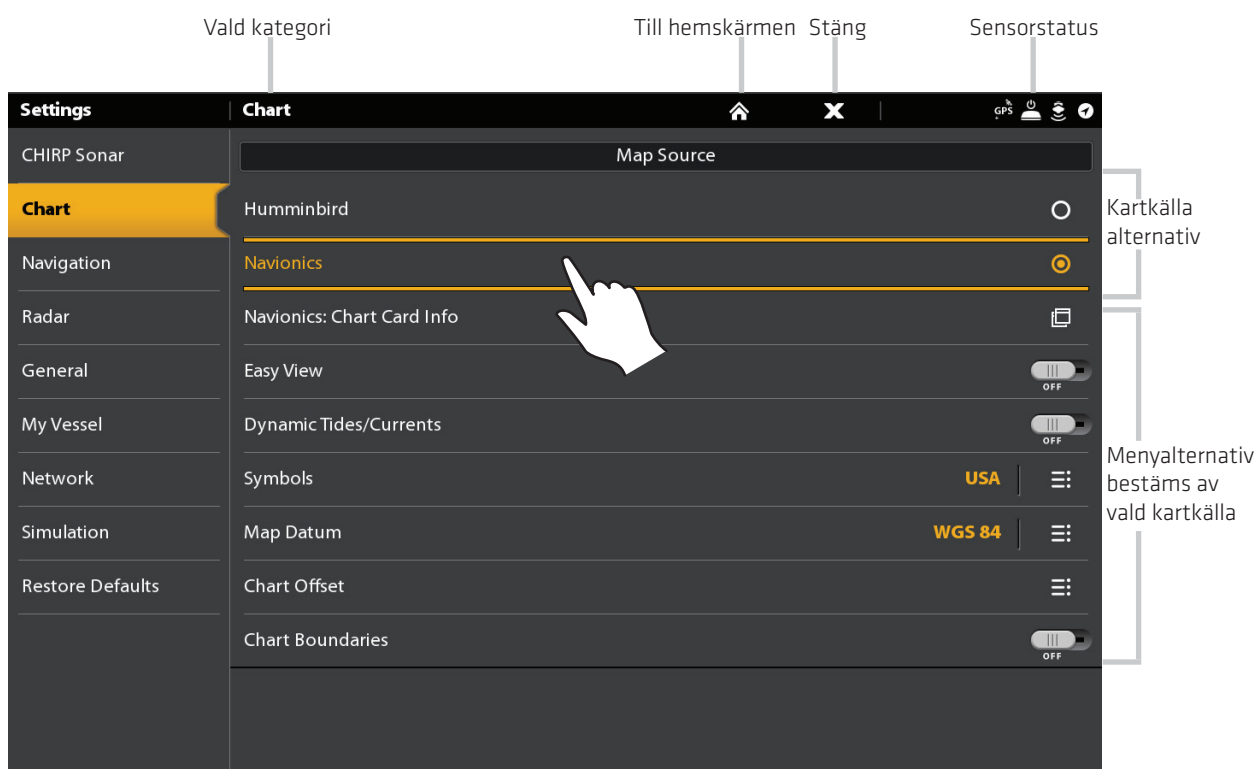 Vald kategori
Till hemskärmen
Stäng
Sensorstatus
Settings
Chart
GPS
CHIRP Sonar
Chart
Navigation
Radar
General
My Vessel
Network
Simulation
Restore Defaults
Map Source
Humminbird
Navionics
Navionics: Chart Card Info
Easy View
OFF
Dynamic Tides/Currents
OFF
Symbols
USA
Map Datum
WGS 84
Chart Offset
Chart Boundaries
OFF
Kartkälla
alternativ
Menyalternativ
bestäms av
vald kartkälla